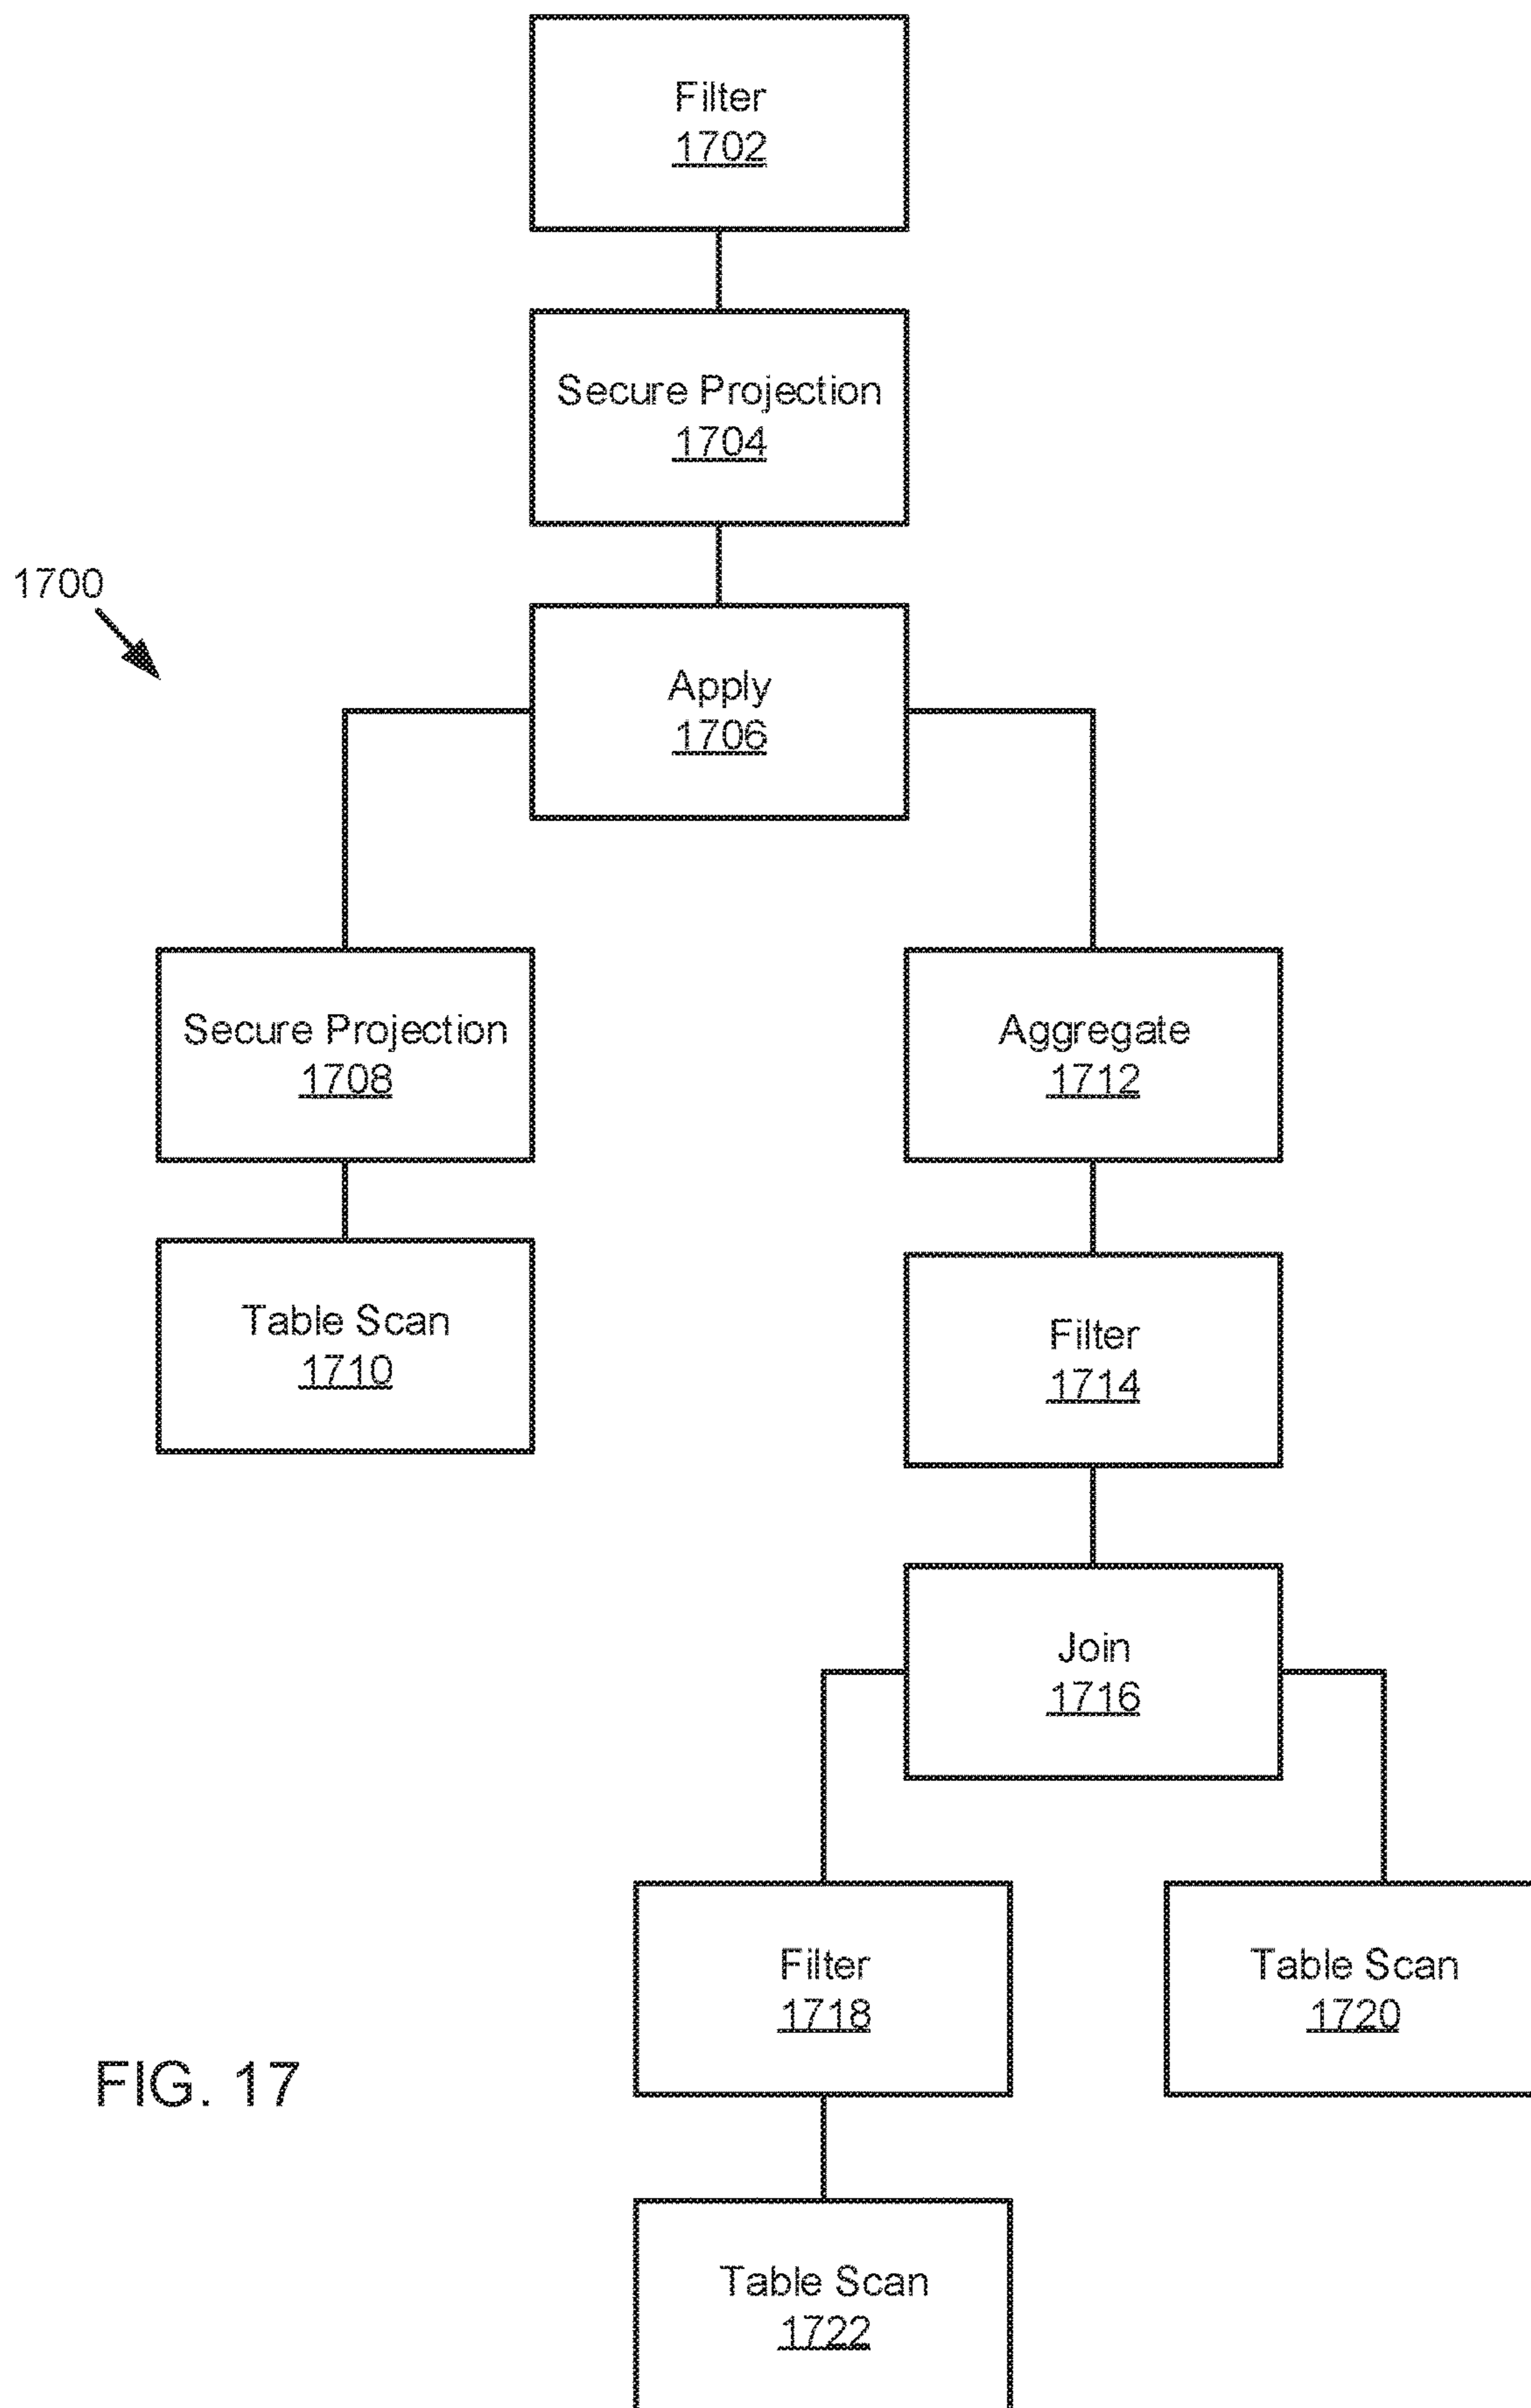 Filter
1702
Secure Projection
1704
1700
Apply
1706
Secure Projection
1708
Aggregate
1712
Table Scan
1710
Filter
1714
Join
1716
Filter
1718
Table Scan
1720
FIG. 17
Table Scan
1722